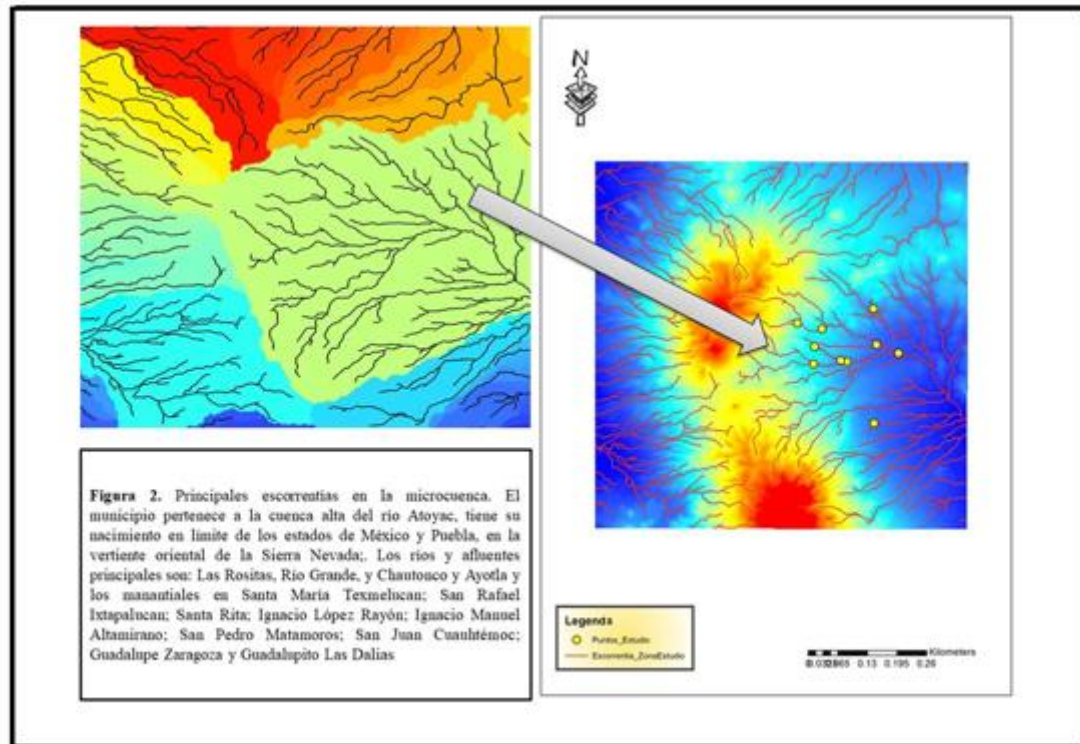 N
Figura 2. Principales escorrentías en la microcuenca. El
municipio pertenece a la cuenca alta del río Atoyac, tiene su
nacimiento en límite de los estados de México y Puebla, en la
vertiente oriental de la Sierra Nevada;. Los ríos y afluentes
principales son: Las Rositas, Río Grande, y Chautonco y Ayotla y
los manantiales en Santa María Texmelucan; San Rafael
Ixtapalucan; Santa Rita; Ignacio López Rayón; Ignacio Manuel
Altamirano; San Pedro Matamoros; San Juan Cuauhtémoc;
Guadalupe Zaragoza y Guadalupito Las Dalias
Legenda
Puntos_Estudio
Escorrentia_ZonaEstudio
Kilometers
0.13 0.195 0.26